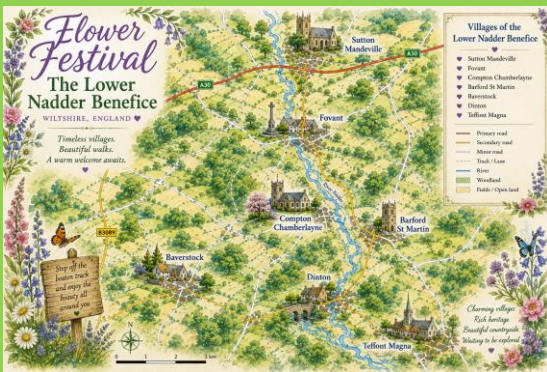 Flower
Festival
The Lower
Nadder Benefice
WILTSHIRE, ENGLAND
Timeless villages.
Beautiful walks.
A warm welcome awaits.
Sutton
Mandeville
A30
A30
Fovant
Compton
Chamberlayne
Barford
St Martin
B3089
Baverstock
Dinton
Teffont Magna
Villages of the
Lower Nadder Benefice
Sutton Mandeville
Fovant
Compton Chamberlayne
Barford St Martin
Baverstock
Dinton
Teffont Magna
Primary road
Secondary road
Minor road
Track / Lane
River
Woodland
Fields / Open land
Step off the
beaten track
and enjoy the
beauty all
around you
N
0 1 2 3 km
Charming villages
Rich heritage
Beautiful countryside
Waiting to be explored